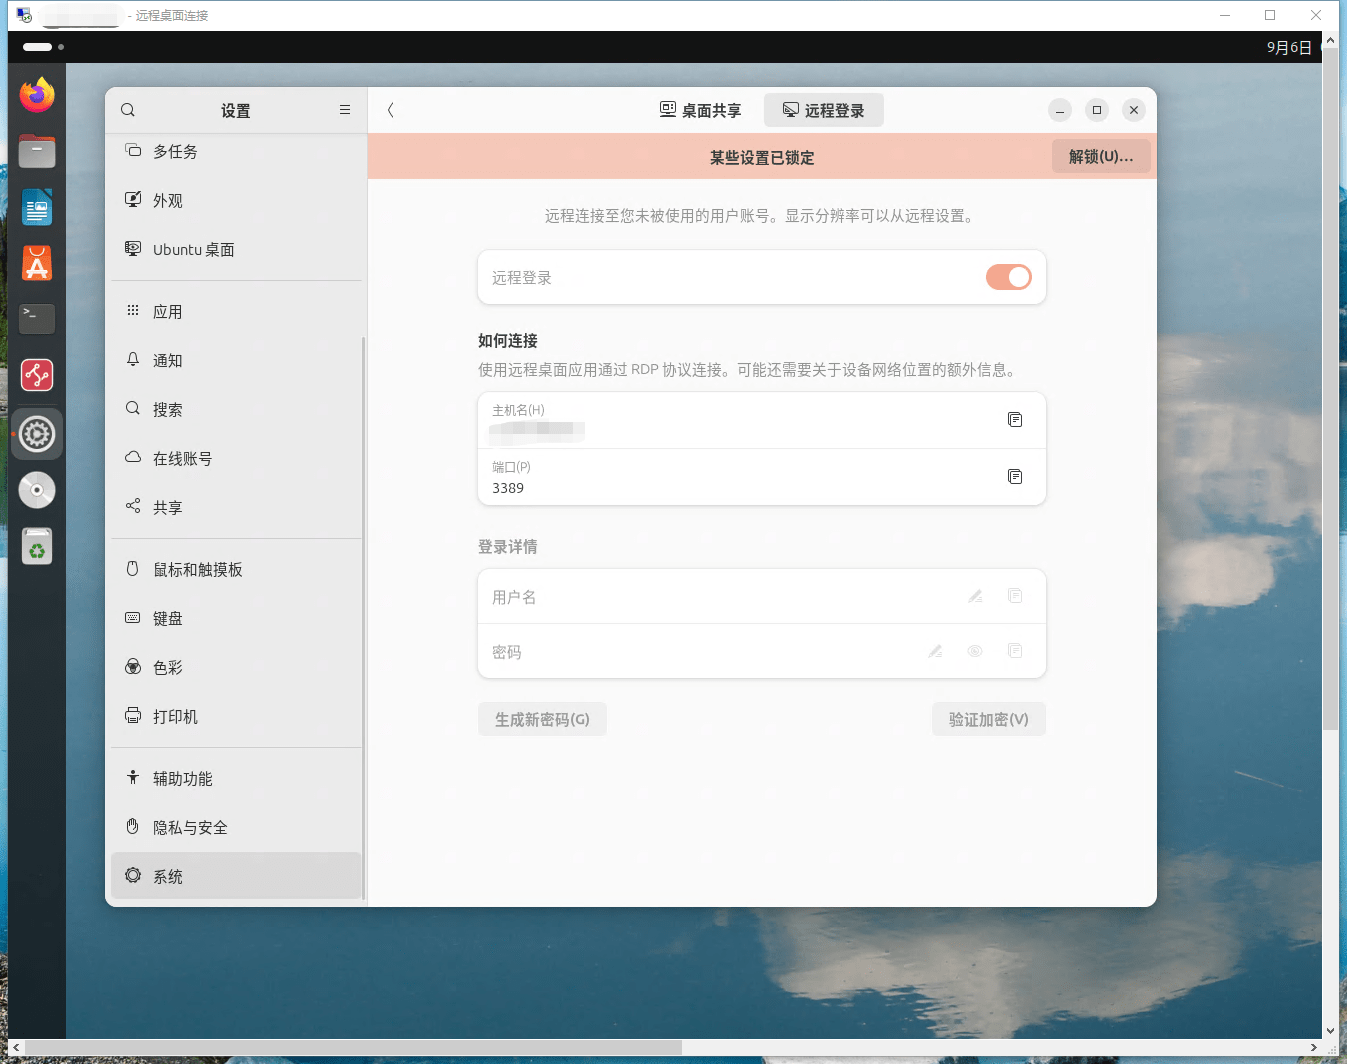 - 远程桌面连接
9月6日
设置
桌面共享
远程登录
某些设置已锁定
解锁(U)...
多任务
外观
Ubuntu 桌面
应用
通知
搜索
在线账号
共享
鼠标和触摸板
键盘
色彩
打印机
辅助功能
隐私与安全
系统
远程连接至您未被使用的用户账号。显示分辨率可以从远程设置。
远程登录
如何连接
使用远程桌面应用通过 RDP 协议连接。可能还需要关于设备网络位置的额外信息。
主机名(H)
端口(P)
3389
登录详情
用户名
密码
生成新密码(G)
验证加密(V)